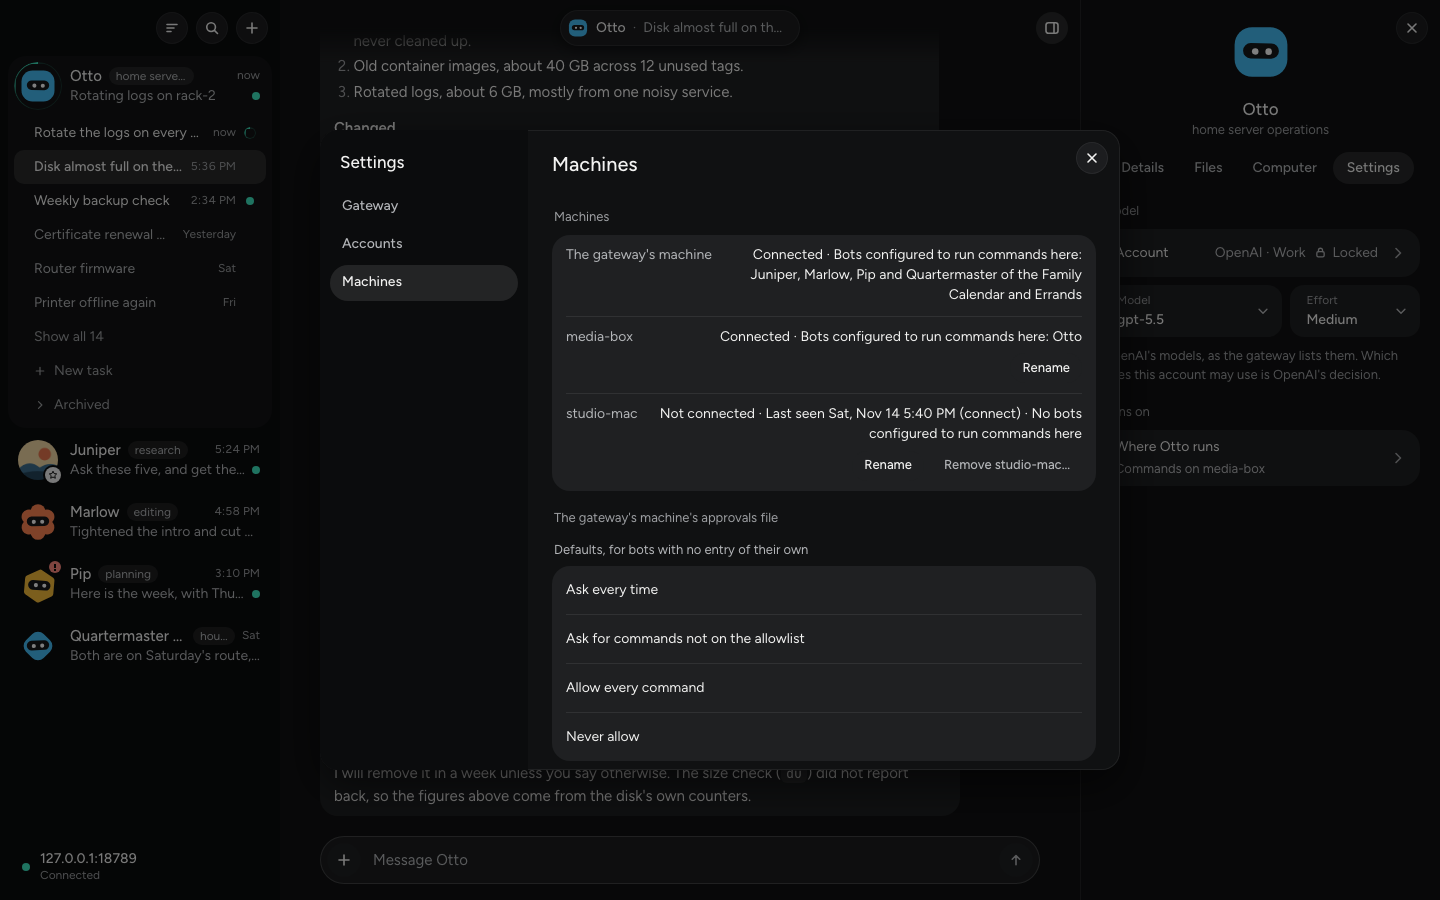 Otto · Disk almost full on th...
Otto home serve... now
Rotating logs on rack-2
Rotate the logs on every ... now
Disk almost full on the... 5:36 PM
Weekly backup check 2:34 PM
Certificate renewal ... Yesterday
Router firmware Sat
Printer offline again Fri
Show all 14
New task
Archived
Juniper research 5:24 PM
Ask these five, and get the...
Marlow editing 4:58 PM
Tightened the intro and cut ...
Pip planning 3:10 PM
Here is the week, with Thu...
Quartermaster ... hou... Sat
Both are on Saturday's route,...
127.0.0.1:18789
Connected
never cleaned up.
2. Old container images, about 40 GB across 12 unused tags.
3. Rotated logs, about 6 GB, mostly from one noisy service.
Changed
Settings
Gateway
Accounts
Machines
Machines
Machines
The gateway's machine Connected · Bots configured to run commands here:
Juniper, Marlow, Pip and Quartermaster of the Family
Calendar and Errands
media-box Connected · Bots configured to run commands here: Otto
Rename
studio-mac Not connected · Last seen Sat, Nov 14 5:40 PM (connect) · No bots
configured to run commands here
Rename Remove studio-mac...
The gateway's machine's approvals file
Defaults, for bots with no entry of their own
Ask every time
Ask for commands not on the allowlist
Allow every command
Never allow
I will remove it in a week unless you say otherwise. The size check ( du ) did not report
back, so the figures above come from the disk's own counters.
Message Otto
Otto
home server operations
Details Files Computer Settings
Account OpenAI · Work Locked
Model
gpt-5.5
Effort
Medium
OpenAI's models, as the gateway lists them. Which
this account may use is OpenAI's decision.
on
Where Otto runs
Commands on media-box